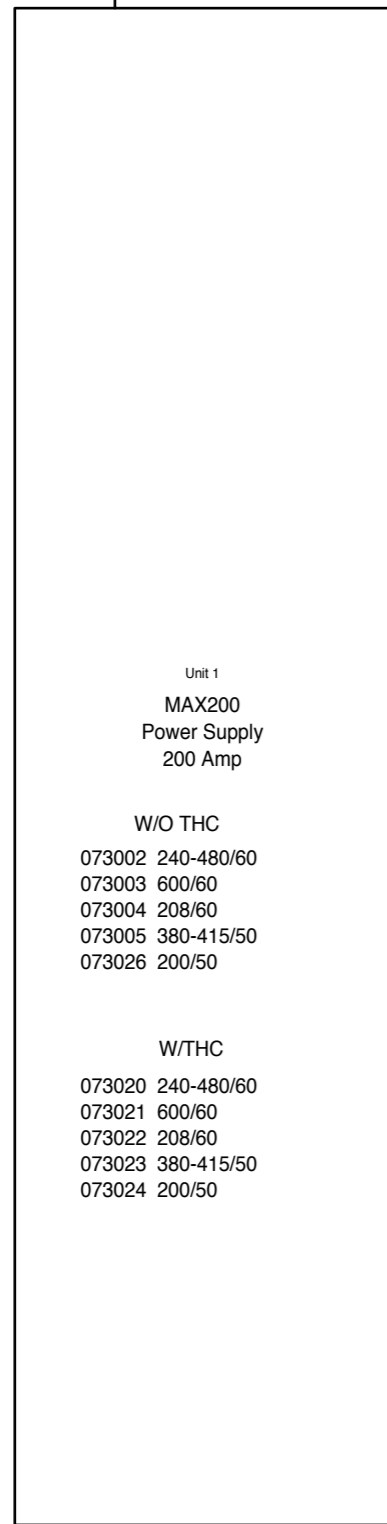 Unit 1
MAX200
Power Supply
200 Amp
W/O THC
073002 240-480/60
073003 600/60
073004 208/60
073005 380-415/50
073026 200/50
W/THC
073020 240-480/60
073021 600/60
073022 208/60
073023 380-415/50
073024 200/50